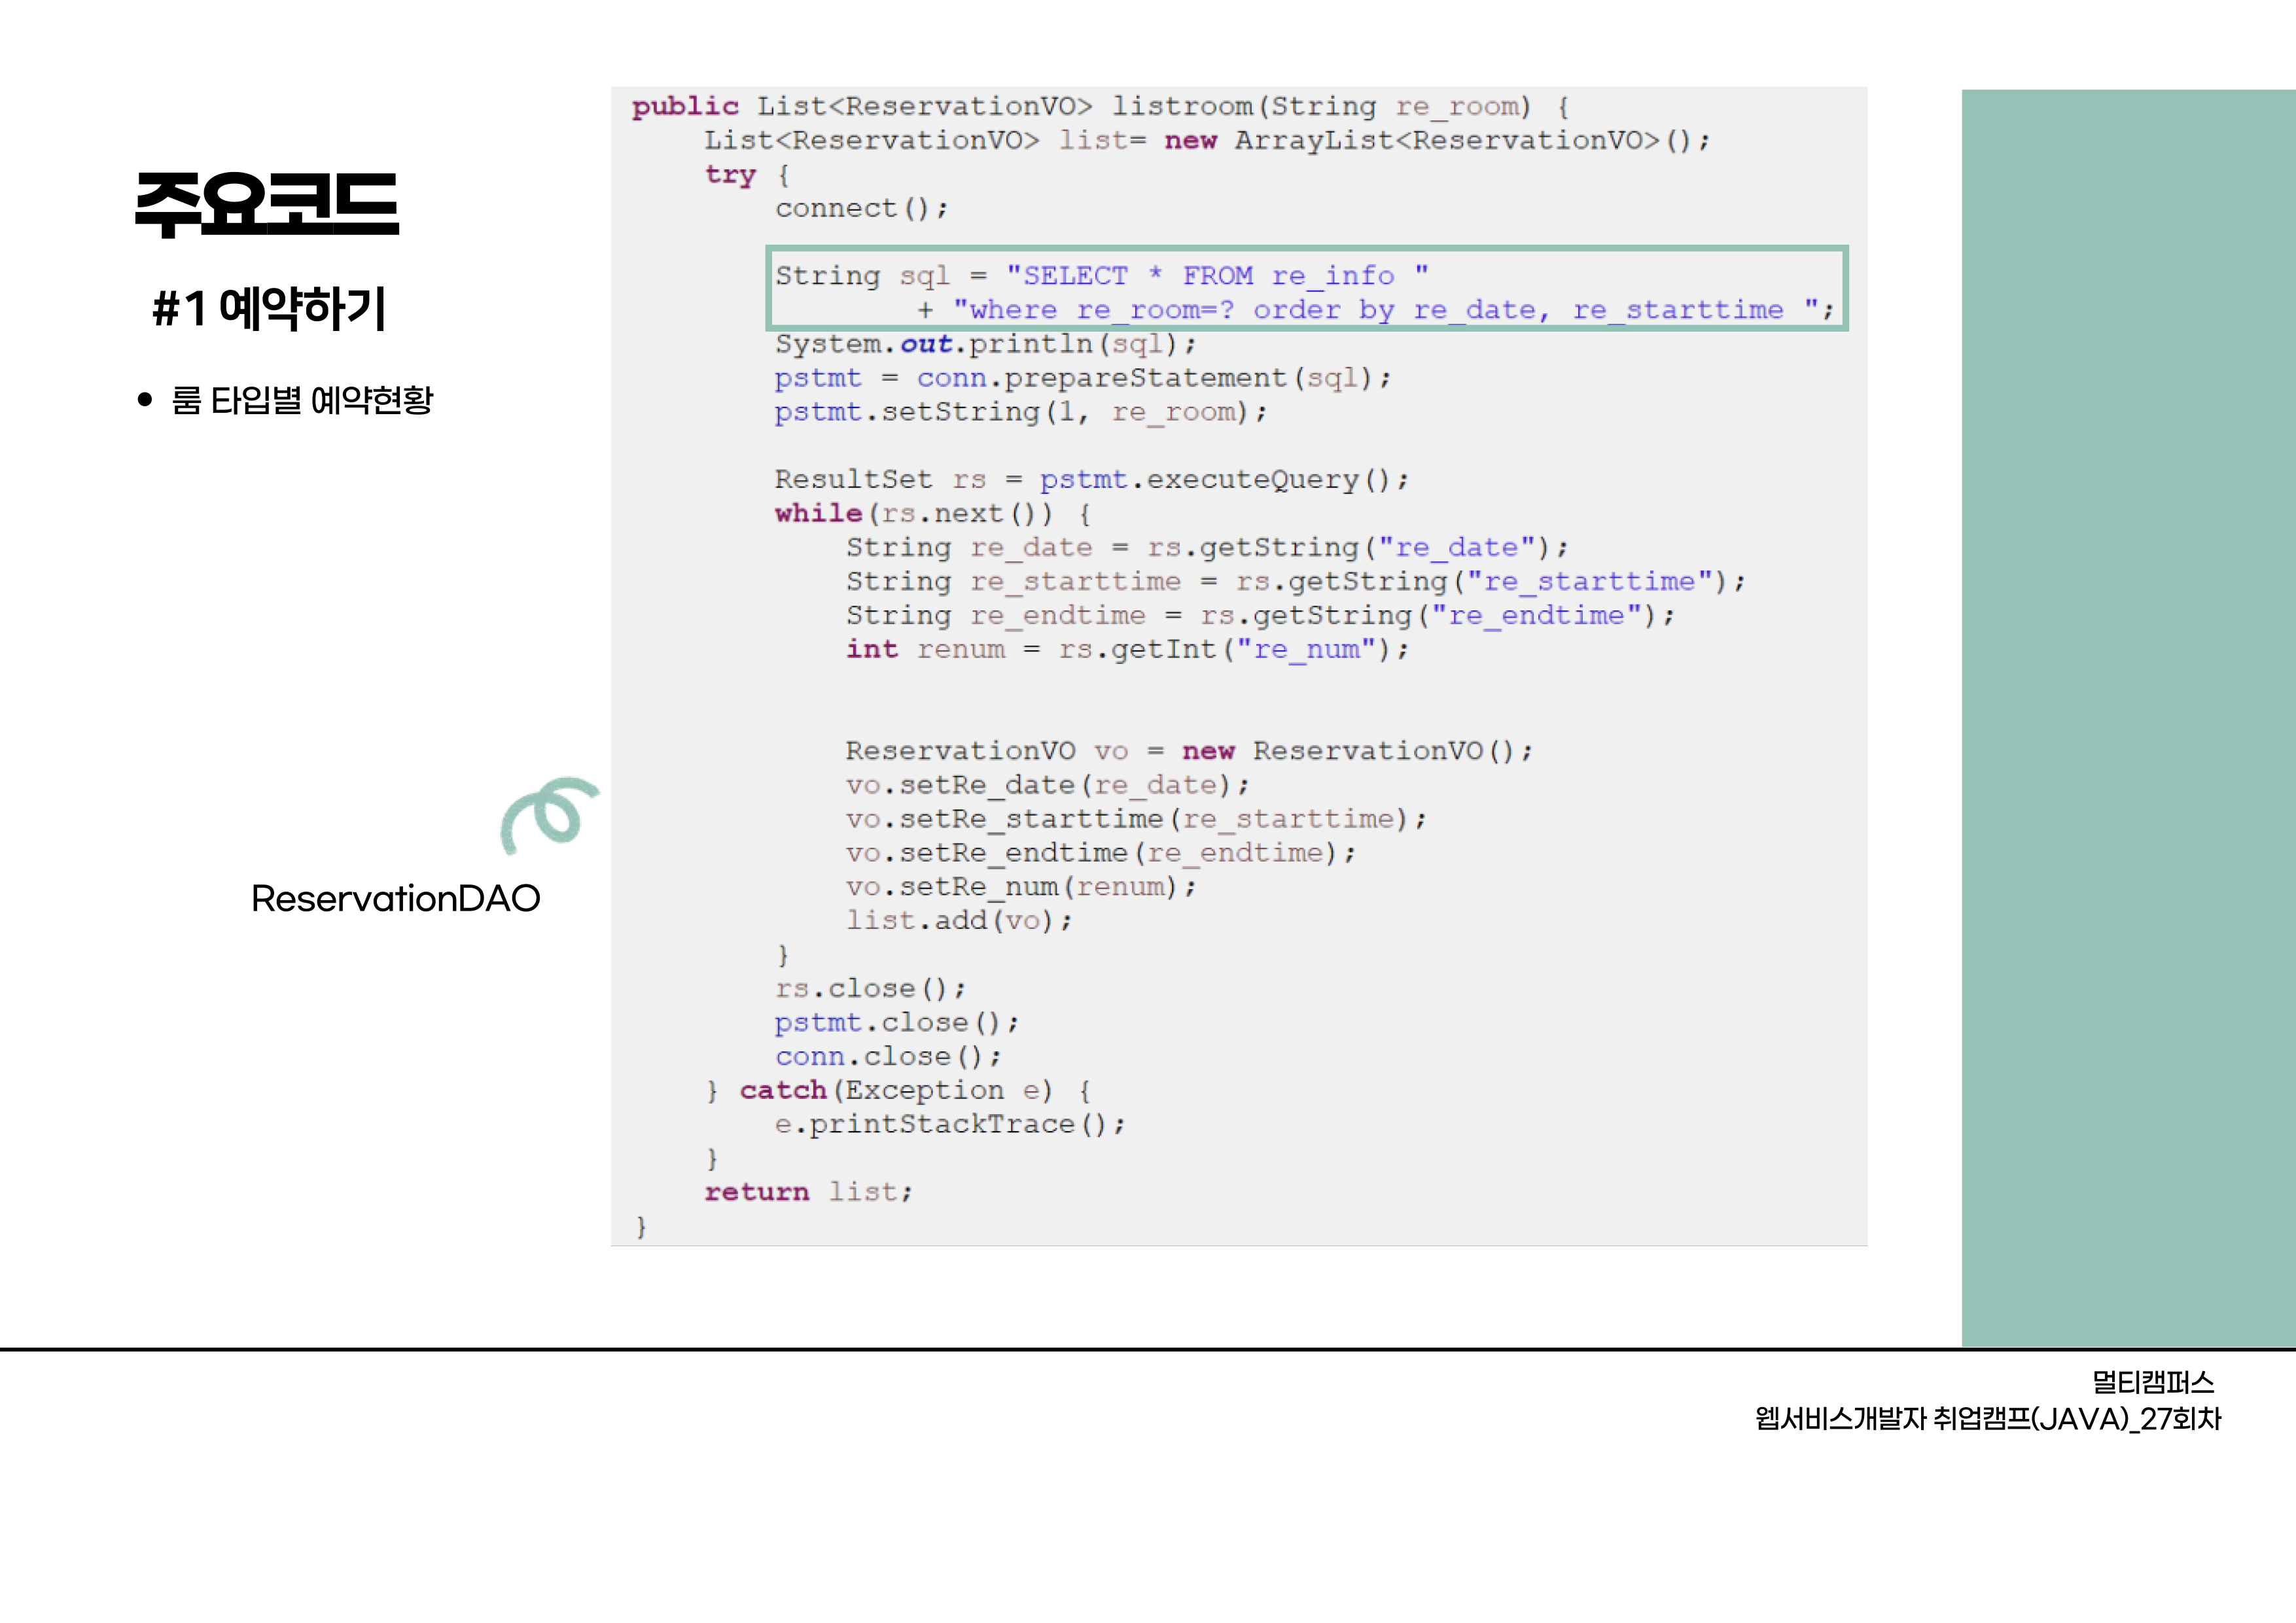 주요코드
#1 예약하기
• 룸 타입별 예약현황
ReservationDAO
public List<ReservationVO> listroom(String re_room) {
    List<ReservationVO> list= new ArrayList<ReservationVO>();
    try {
        connect();

        String sql = "SELECT * FROM re_info "
                + "where re_room=? order by re_date, re_starttime ";
        System.out.println(sql);
        pstmt = conn.prepareStatement(sql);
        pstmt.setString(1, re_room);

        ResultSet rs = pstmt.executeQuery();
        while(rs.next()) {
            String re_date = rs.getString("re_date");
            String re_starttime = rs.getString("re_starttime");
            String re_endtime = rs.getString("re_endtime");
            int renum = rs.getInt("re_num");

            ReservationVO vo = new ReservationVO();
            vo.setRe_date(re_date);
            vo.setRe_starttime(re_starttime);
            vo.setRe_endtime(re_endtime);
            vo.setRe_num(renum);
            list.add(vo);
        }
        rs.close();
        pstmt.close();
        conn.close();
    } catch(Exception e) {
        e.printStackTrace();
    }
    return list;
}
멀티캠퍼스
웹서비스개발자 취업캠프(JAVA)_27회차